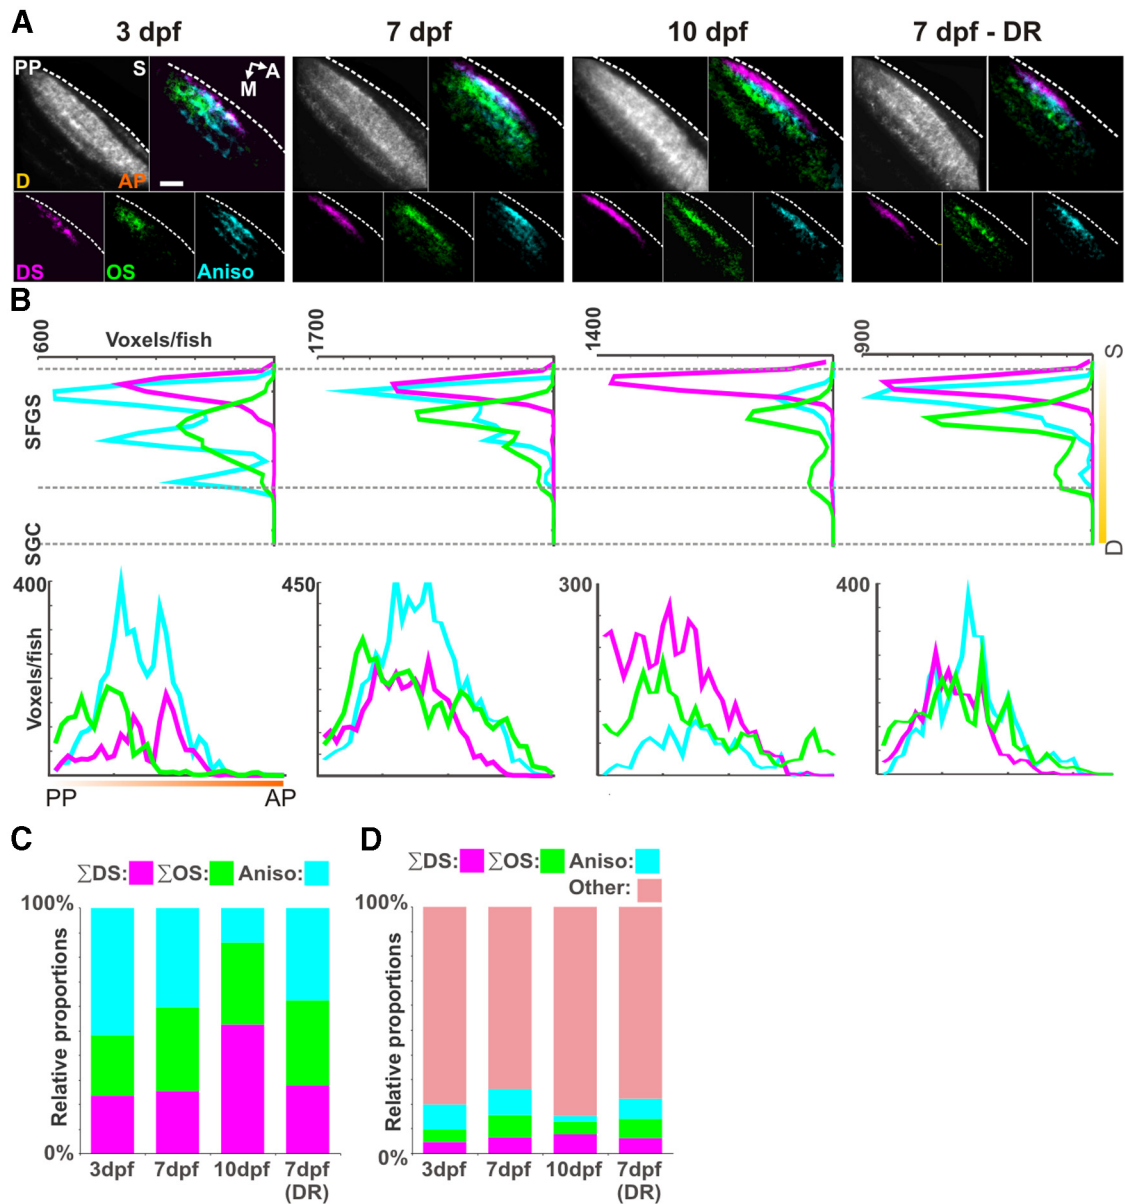 A
3 dpf
7 dpf
10 dpf
7 dpf - DR
PP
S
A
M
D
AP
DS
OS
Aniso
B
600
Voxels/fish
1700
1400
900
S
SFGS
SGC
D
400
450
300
400
Voxels/fish
PP
AP
C
D
∑DS:
∑OS:
Aniso:
∑DS:
∑OS:
Aniso:
Other:
100%
Relative proportions
0%
3dpf
7dpf
10dpf
7dpf
(DR)
100%
Relative proportions
0%
3dpf
7dpf
10dpf
7dpf
(DR)